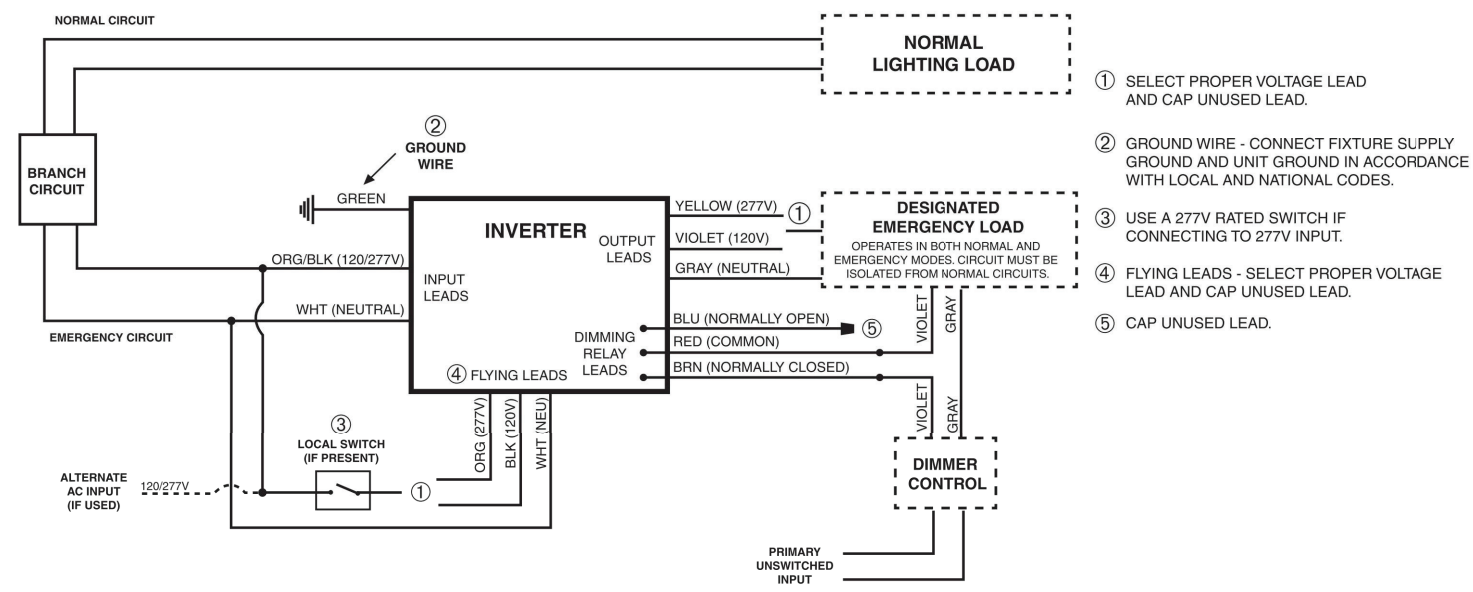 NORMAL CIRCUIT
NORMAL
LIGHTING LOAD
① SELECT PROPER VOLTAGE LEAD
AND CAP UNUSED LEAD.
② GROUND WIRE - CONNECT FIXTURE SUPPLY
GROUND AND UNIT GROUND IN ACCORDANCE
WITH LOCAL AND NATIONAL CODES.
③ USE A 277V RATED SWITCH IF
CONNECTING TO 277V INPUT.
④ FLYING LEADS - SELECT PROPER VOLTAGE
LEAD AND CAP UNUSED LEAD.
⑤ CAP UNUSED LEAD.
BRANCH
CIRCUIT
②
GROUND
WIRE
GREEN
INVERTER
ORG/BLK (120/277V)
INPUT
LEADS
WHT (NEUTRAL)
EMERGENCY CIRCUIT
OUTPUT
LEADS
YELLOW (277V)
①
VIOLET (120V)
GRAY (NEUTRAL)
DESIGNATED
EMERGENCY LOAD
OPERATES IN BOTH NORMAL AND
EMERGENCY MODES. CIRCUIT MUST BE
ISOLATED FROM NORMAL CIRCUITS.
DIMMING
RELAY
LEADS
BLU (NORMALLY OPEN)
⑤
RED (COMMON)
BRN (NORMALLY CLOSED)
VIOLET
GRAY
VIOLET
GRAY
④ FLYING LEADS
ORG (277V)
BLK (120V)
WHT (NEU)
③
LOCAL SWITCH
(IF PRESENT)
①
ALTERNATE
AC INPUT
(IF USED)
120/277V
DIMMER
CONTROL
PRIMARY
UNSWITCHED
INPUT